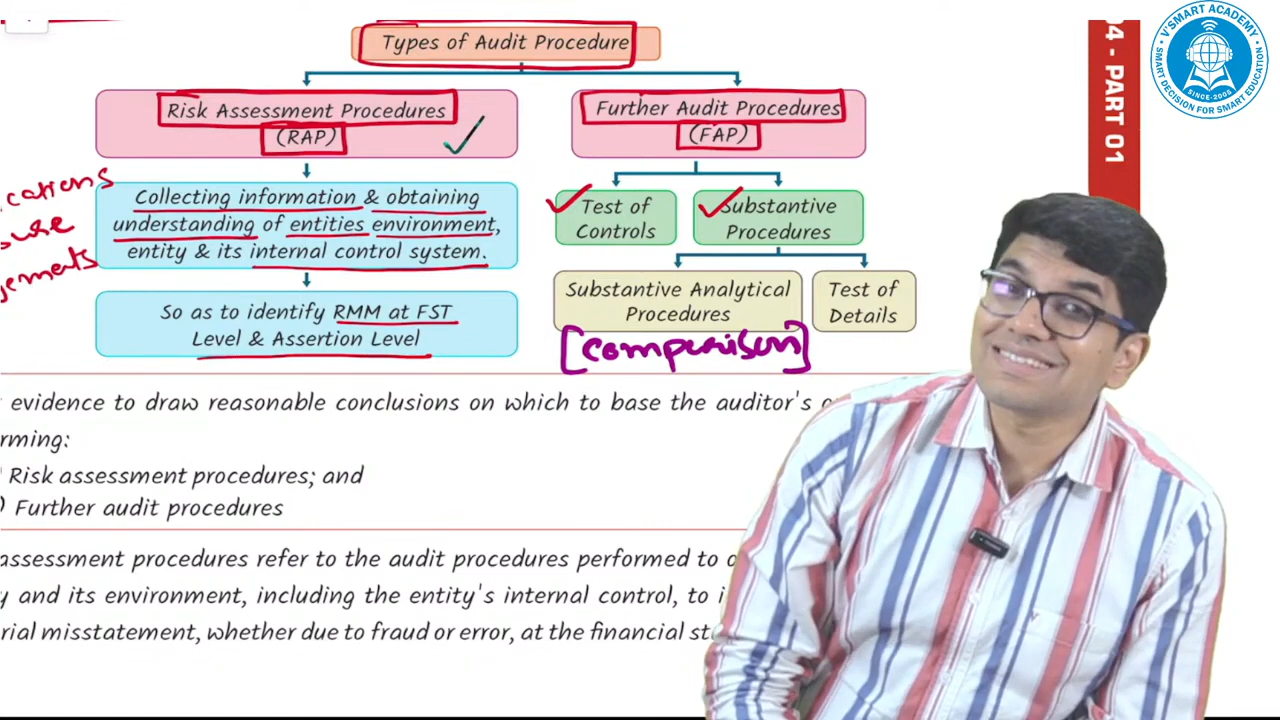 Types of Audit Procedure
Risk Assessment Procedures
(RAP)
Further Audit Procedures
(FAP)
Collecting information & obtaining
understanding of entities environment,
entity & its internal control system.
Test of
Controls
Substantive
Procedures
So as to identify RMM at FST
Level & Assertion Level
Substantive Analytical
Procedures
Test of
Details
[comparison]
evidence to draw reasonable conclusions on which to base the auditor's
rming:
Risk assessment procedures; and
) Further audit procedures
assessment procedures refer to the audit procedures performed to
y and its environment, including the entity's internal control, to
rial misstatement, whether due to fraud or error, at the financial
04 - PART 01
V'SMART ACADEMY
SMART DECISION FOR SMART EDUCATION
SINCE-2005